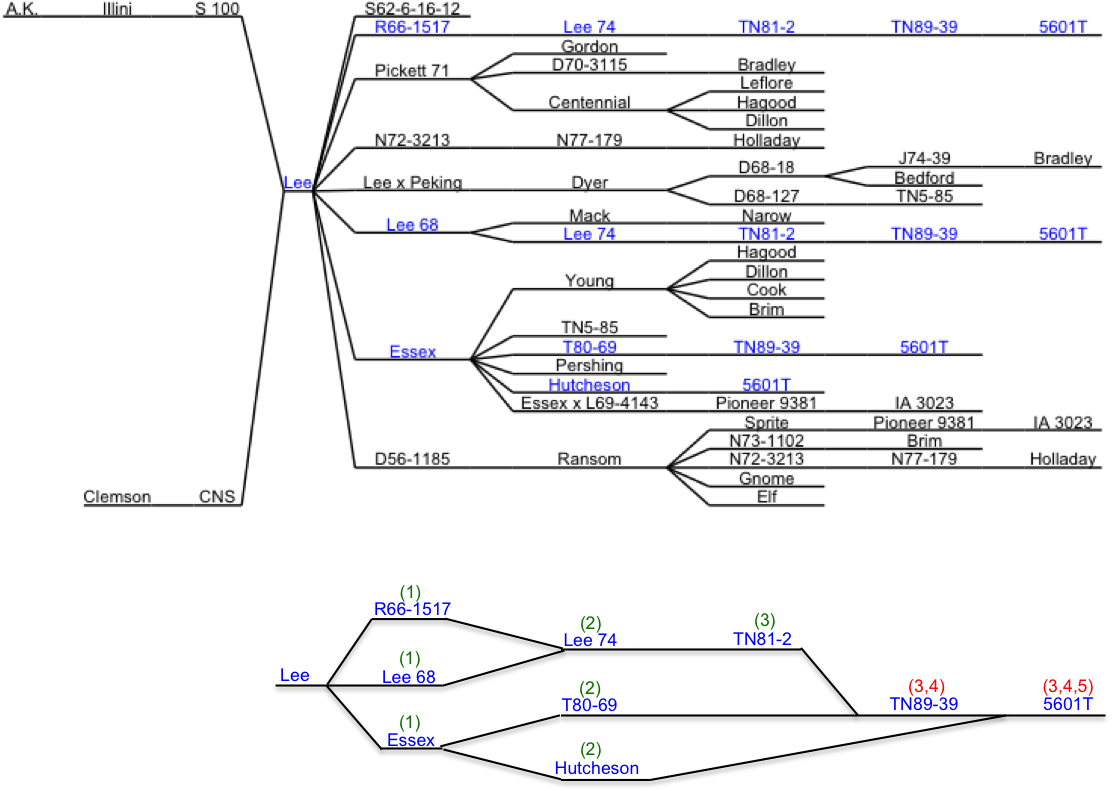 A.K. Illini S 100 S62-6-16-12
R66-1517 Lee 74 TN81-2 TN89-39 5601T
Gordon
Pickett 71 D70-3115 Bradley
Leflore
Centennial Hagood
Dillon
N72-3213 N77-179 Holladay
J74-39 Bradley
D68-18
Lee Lee x Peking Dyer Bedford
D68-127 TN5-85
Mack Narow
Lee 68
Lee 74 TN81-2 TN89-39 5601T
Hagood
Young Dillon
Cook
Brim
TN5-85
Essex T80-69 TN89-39 5601T
Pershing
Hutcheson 5601T
Essex x L69-4143 Pioneer 9381 IA 3023
Sprite Pioneer 9381 IA 3023
N73-1102 Brim
D56-1185 Ransom N72-3213 N77-179 Holladay
Gnome
Clemson CNS Elf
(1)
R66-1517
(2) (3)
Lee 74 TN81-2
(1)
Lee Lee 68
(2) (3,4) (3,4,5)
T80-69 TN89-39 5601T
(1)
Essex
(2)
Hutcheson